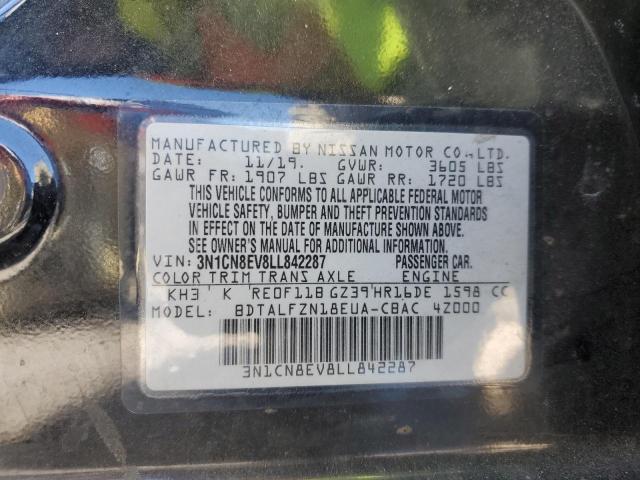 MANUFACTURED BY NISSAN MOTOR CO.,LTD.
DATE: 11/19. GVWR: 3605 LBS
GAWR FR: 1907 LBS GAWR RR: 1720 LBS
THIS VEHICLE CONFORMS TO ALL APPLICABLE FEDERAL MOTOR
VEHICLE SAFETY, BUMPER AND THEFT PREVENTION STANDARDS
IN EFFECT ON THE DATE OF MANUFACTURE SHOWN ABOVE.
SEE OWNER'S MANUAL FOR ADDITIONAL INFORMATION.
VIN: 3N1CN8EV8LL842287 PASSENGER CAR.
COLOR TRIM TRANS AXLE ENGINE
KH3 K RE0F11B GZ39 HR16DE 1598 CC
MODEL: BDTALFZN18EUA-CBAC 4Z000
3N1CN8EV8LL842287